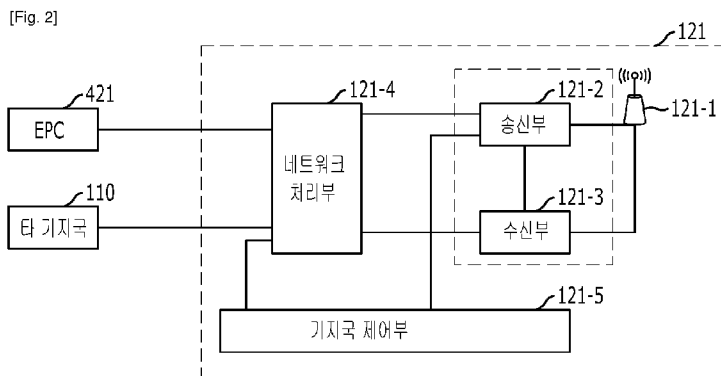 [Fig. 2]
121
421
EPC
110
타 기지국
121-4
네트워크
처리부
121-2
송신부
121-1
121-3
수신부
121-5
기지국 제어부